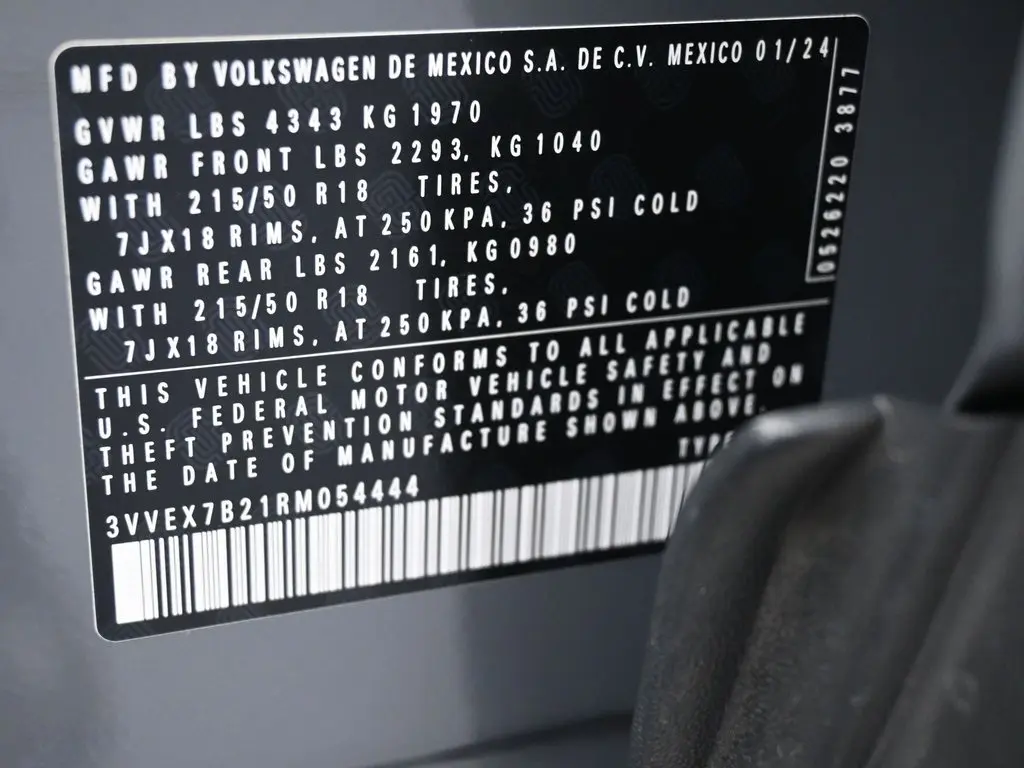 MFD BY VOLKSWAGEN DE MEXICO S.A. DE C.V. MEXICO 01/24
GVWR LBS 4343 KG 1970
GAWR FRONT LBS 2293, KG 1040
WITH 215/50 R18 TIRES,
7JX18 RIMS, AT 250 KPA, 36 PSI COLD
GAWR REAR LBS 2161, KG 0980
WITH 215/50 R18 TIRES,
7JX18 RIMS, AT 250 KPA, 36 PSI COLD
0526220 3877
THIS VEHICLE CONFORMS TO ALL APPLICABLE
U.S. FEDERAL MOTOR VEHICLE SAFETY AND
THEFT PREVENTION STANDARDS IN EFFECT ON
THE DATE OF MANUFACTURE SHOWN ABOVE.
3VVEX7B21RM054444